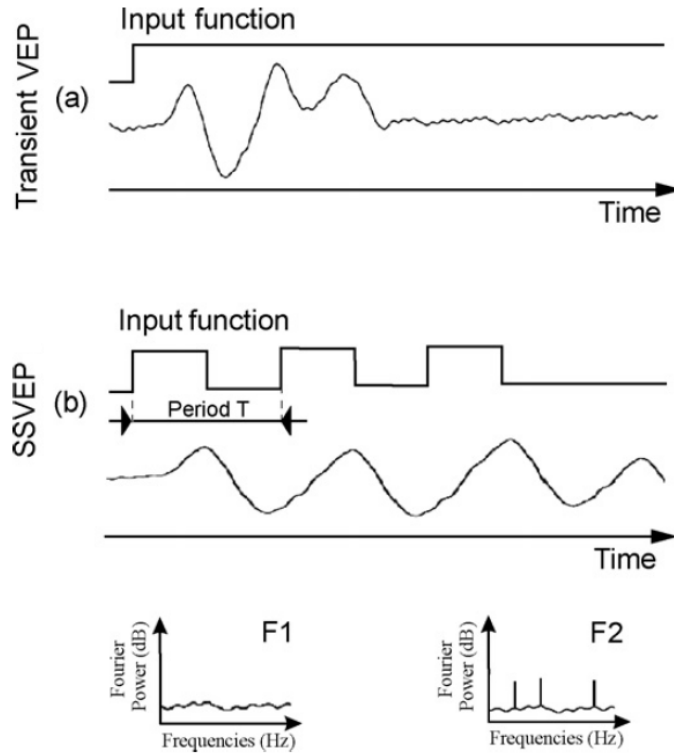 Input function
Transient VEP
(a)
Time
Input function
SSVEP
(b)
Period T
Time
F1
Fourier
Power (dB)
Frequencies (Hz)
F2
Fourier
Power (dB)
Frequencies (Hz)